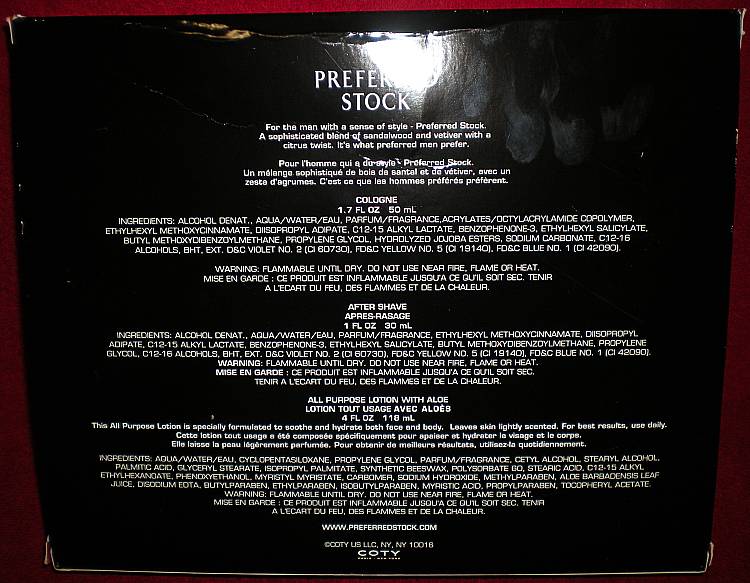 PREFERRED
STOCK
For the man with a sense of style - Preferred Stock.
A sophisticated blend of sandalwood and vetiver with a
citrus twist. It's what preferred men prefer.
Pour l'homme qui a du style - Preferred Stock.
Un mélange sophistiqué de bois de santal et de vétiver, avec un
zeste d'agrumes. C'est ce que les hommes préférés préfèrent.
COLOGNE
1.7 FL OZ 50 mL
INGREDIENTS: ALCOHOL DENAT., AQUA/WATER/EAU, PARFUM/FRAGRANCE,ACRYLATES/OCTYLACRYLAMIDE COPOLYMER,
ETHYLHEXYL METHOXYCINNAMATE, DIISOPROPYL ADIPATE, C12-15 ALKYL LACTATE, BENZOPHENONE-3, ETHYLHEXYL SALICYLATE,
BUTYL METHOXYDIBENZOYLMETHANE, PROPYLENE GLYCOL, HYDROLYZED JOJOBA ESTERS, SODIUM CARBONATE, C12-16
ALCOHOLS, BHT, EXT. D&C VIOLET NO. 2 (CI 60730), FD&C YELLOW NO. 5 (CI 19140), FD&C BLUE NO. 1 (CI 42090).
WARNING: FLAMMABLE UNTIL DRY. DO NOT USE NEAR FIRE, FLAME OR HEAT.
MISE EN GARDE : CE PRODUIT EST INFLAMMABLE JUSQU'A CE QU'IL SOIT SEC. TENIR
A L'ECART DU FEU, DES FLAMMES ET DE LA CHALEUR.
AFTER SHAVE
APRES-RASAGE
1 FL OZ 30 mL
INGREDIENTS: ALCOHOL DENAT., AQUA/WATER/EAU, PARFUM/FRAGRANCE, ETHYLHEXYL METHOXYCINNAMATE, DIISOPROPYL
ADIPATE, C12-15 ALKYL LACTATE, BENZOPHENONE-3, ETHYLHEXYL SALICYLATE, BUTYL METHOXYDIBENZOYLMETHANE, PROPYLENE
GLYCOL, C12-16 ALCOHOLS, BHT, EXT. D&C VIOLET NO. 2 (CI 60730), FD&C YELLOW NO. 5 (CI 19140), FD&C BLUE NO. 1 (CI 42090).
WARNING: FLAMMABLE UNTIL DRY. DO NOT USE NEAR FIRE, FLAME OR HEAT.
MISE EN GARDE : CE PRODUIT EST INFLAMMABLE JUSQU'A CE QU'IL SOIT SEC.
TENIR A L'ECART DU FEU, DES FLAMMES ET DE LA CHALEUR.
ALL PURPOSE LOTION WITH ALOE
LOTION TOUT USAGE AVEC ALOÈS
4 FL OZ 118 mL
This All Purpose Lotion is specially formulated to soothe and hydrate both face and body. Leaves skin lightly scented. For best results, use daily.
Cette lotion tout usage a été composée spécifiquement pour apaiser et hydrater le visage et le corps.
Elle laisse la peau légèrement parfumée. Pour obtenir de meilleurs résultats, utilisez-la quotidiennement.
INGREDIENTS: AQUA/WATER/EAU, CYCLOPENTASILOXANE, PROPYLENE GLYCOL, PARFUM/FRAGRANCE, CETYL ALCOHOL, STEARYL ALCOHOL,
PALMITIC ACID, GLYCERYL STEARATE, ISOPROPYL PALMITATE, SYNTHETIC BEESWAX, POLYSORBATE 60, STEARIC ACID, C12-15 ALKYL
ETHYLHEXANOATE, PHENOXYETHANOL, MYRISTYL MYRISTATE, CARBOMER, SODIUM HYDROXIDE, METHYLPARABEN, ALOE BARBADENSIS LEAF
JUICE, DISODIUM EDTA, BUTYLPARABEN, ETHYLPARABEN, ISOBUTYLPARABEN, MYRISTIC ACID, PROPYLPARABEN, TOCOPHERYL ACETATE.
WARNING: FLAMMABLE UNTIL DRY. DO NOT USE NEAR FIRE, FLAME OR HEAT.
MISE EN GARDE : CE PRODUIT EST INFLAMMABLE JUSQU'A CE QU'IL SOIT SEC. TENIR
A L'ECART DU FEU, DES FLAMMES ET DE LA CHALEUR.
WWW.PREFERREDSTOCK.COM
©COTY US LLC, NY, NY 10016
COTY
PARIS - NEW YORK